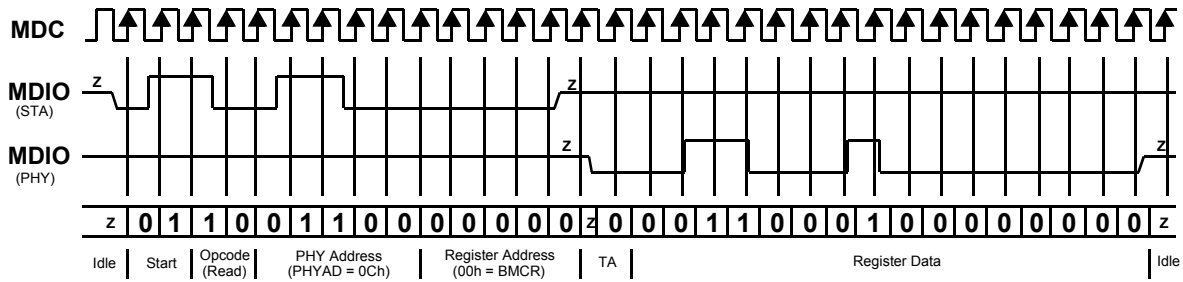 MDC
z z
MDIO
(STA)
MDIO z z
(PHY)
z 0 1 1 0 0 1 1 0 0 0 0 0 0 0 z 0 0 0 1 1 0 0 0 1 0 0 0 0 0 0 0 0 z
Idle Start Opcode PHY Address Register Address TA Register Data Idle
(Read) (PHYAD = 0Ch) (00h = BMCR)